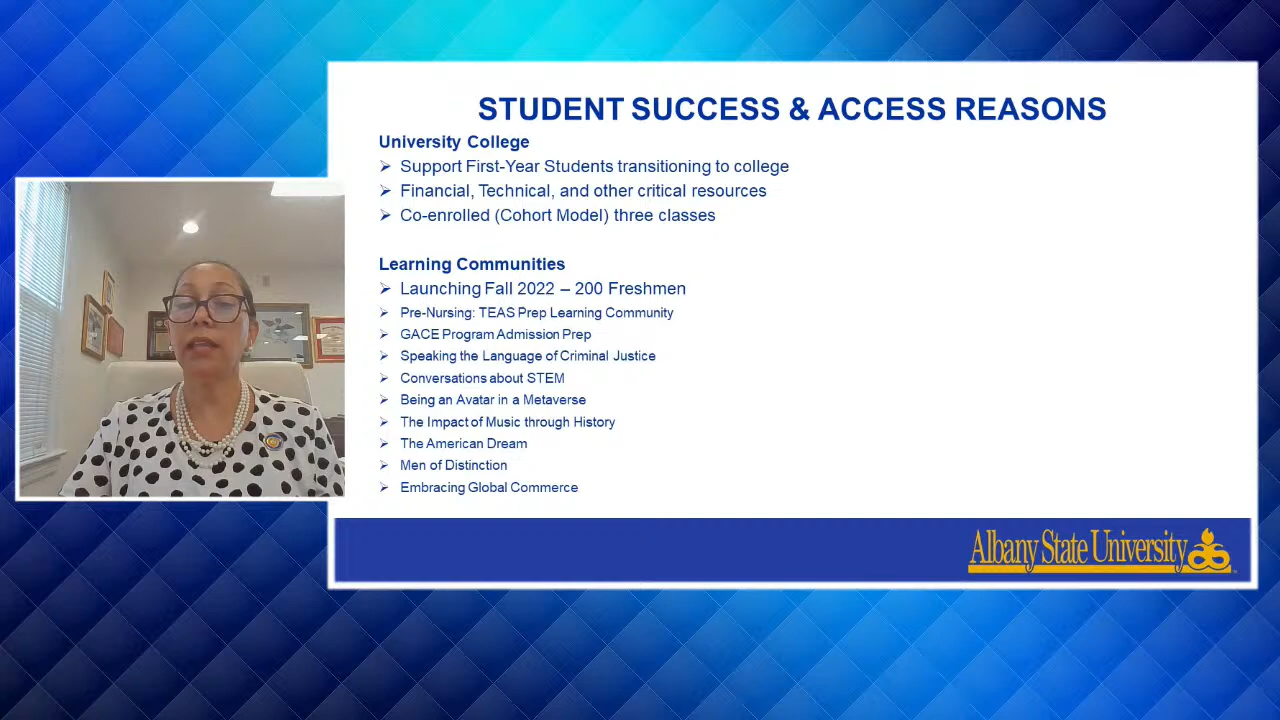 STUDENT SUCCESS & ACCESS REASONS
University College
Support First-Year Students transitioning to college
Financial, Technical, and other critical resources
Co-enrolled (Cohort Model) three classes
Learning Communities
Launching Fall 2022 – 200 Freshmen
Pre-Nursing: TEAS Prep Learning Community
GACE Program Admission Prep
Speaking the Language of Criminal Justice
Conversations about STEM
Being an Avatar in a Metaverse
The Impact of Music through History
The American Dream
Men of Distinction
Embracing Global Commerce
Albany State University